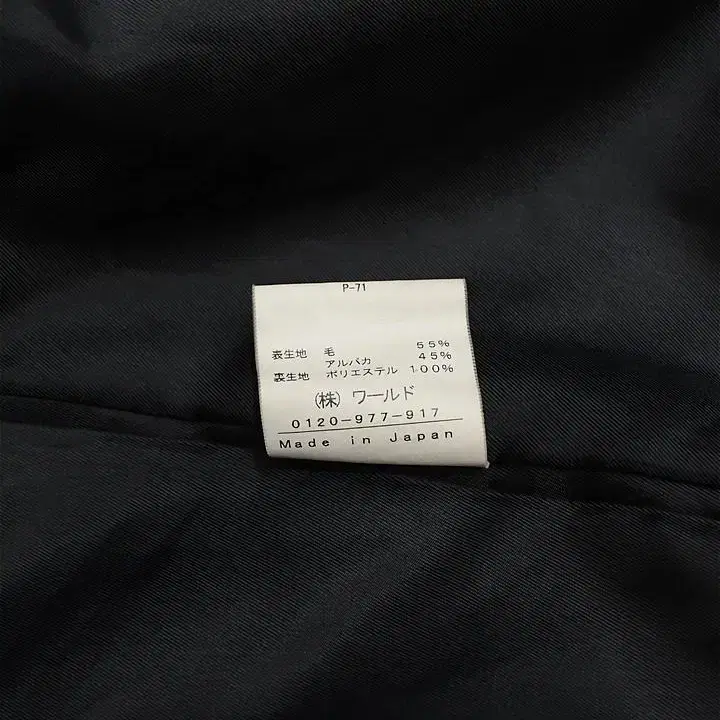 P-71
表生地 毛 55%
アルパカ 45%
裏生地 ポリエステル 100%
(株) ワールド
0120-977-917
Made in Japan